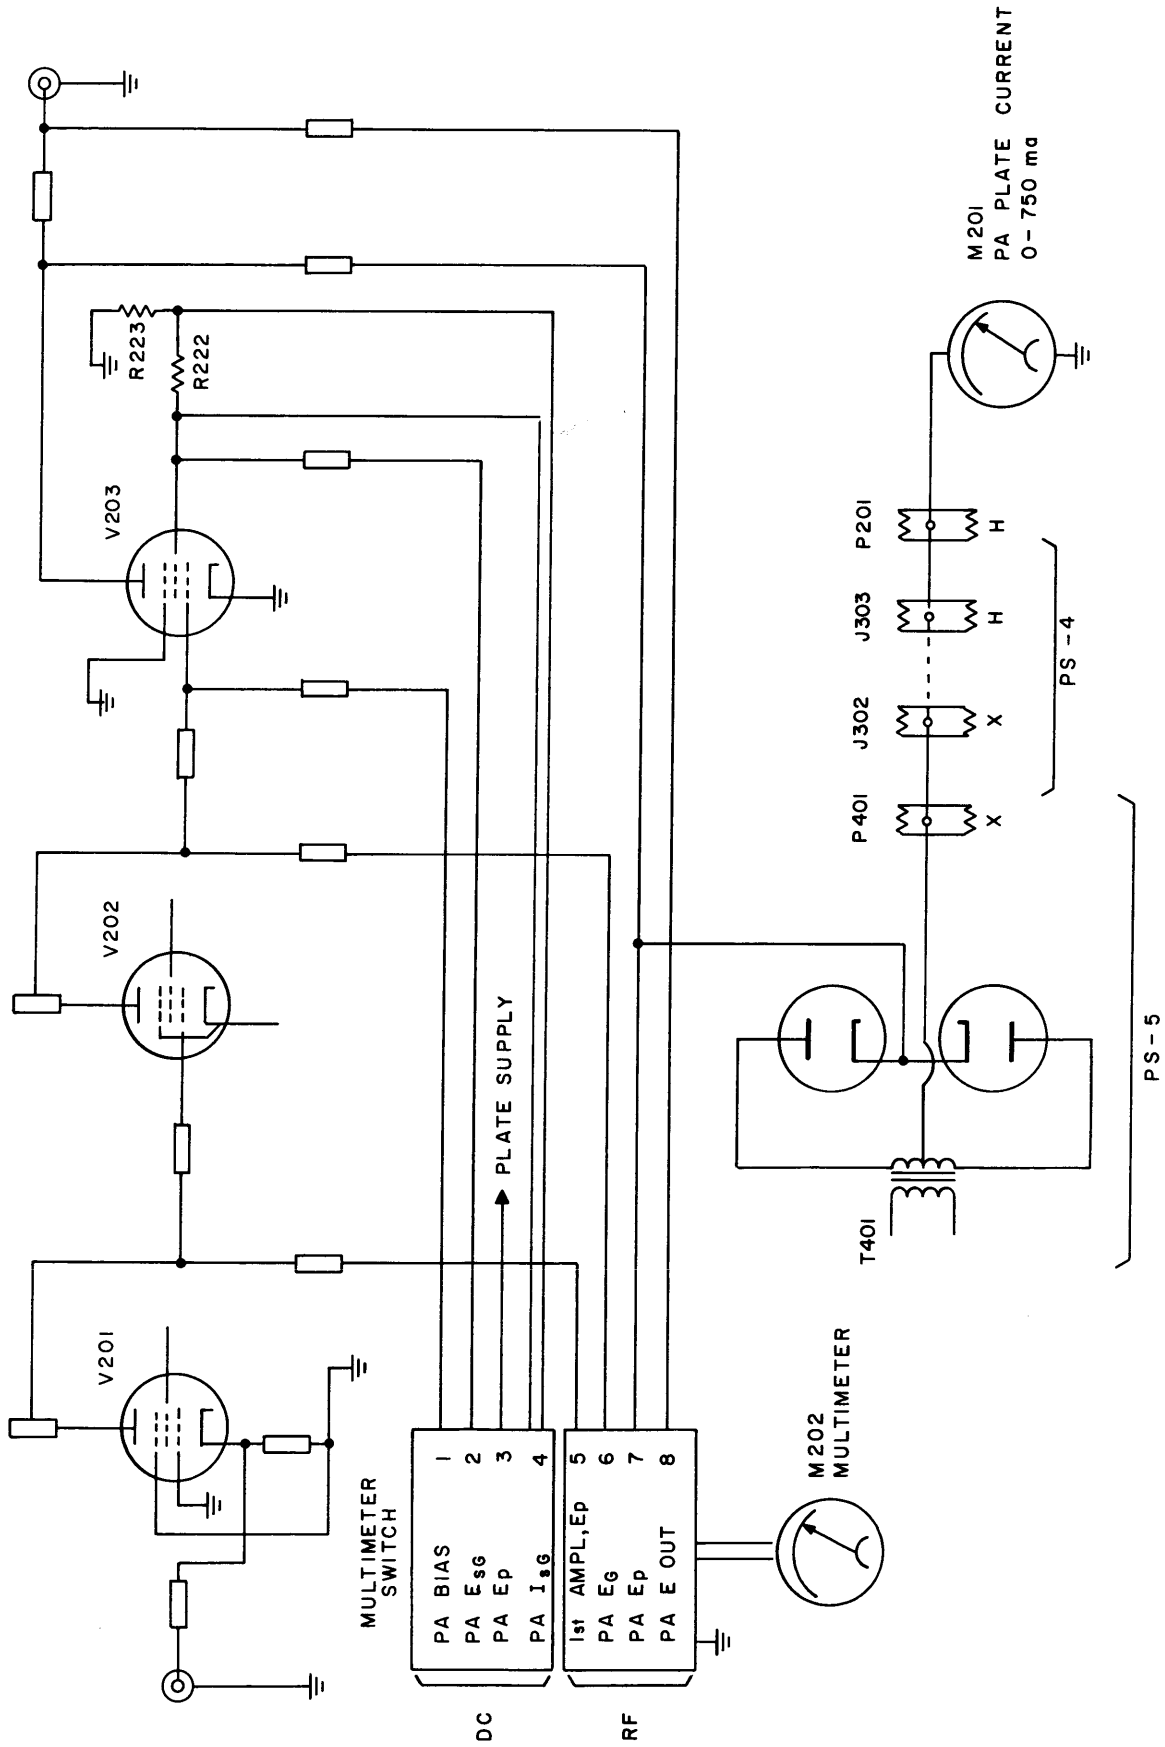 V201
V202
V203
R223
R222
MULTIMETER
SWITCH
DC
PA BIAS 1
PA EsG 2
PA Ep 3
PA IsG 4
RF
1st AMPL, Ep 5
PA EG 6
PA Ep 7
PA E OUT 8
PLATE SUPPLY
M202
MULTIMETER
T401
P401
J302
J303
P201
X
X
H
H
PS-5
PS-4
M201
PA PLATE CURRENT
0-750 ma